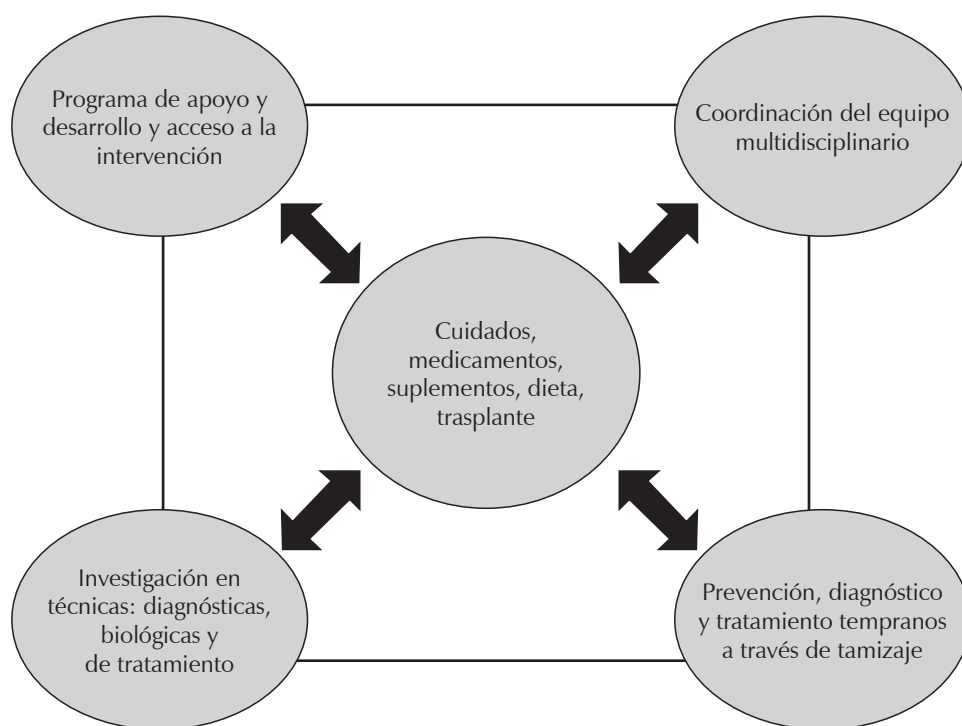 Programa de apoyo y
desarrollo y acceso a la
intervención
Coordinación del equipo
multidisciplinario
Cuidados,
medicamentos,
suplementos, dieta,
trasplante
Investigación en
técnicas: diagnósticas,
biológicas y
de tratamiento
Prevención, diagnóstico
y tratamiento tempranos
a través de tamizaje